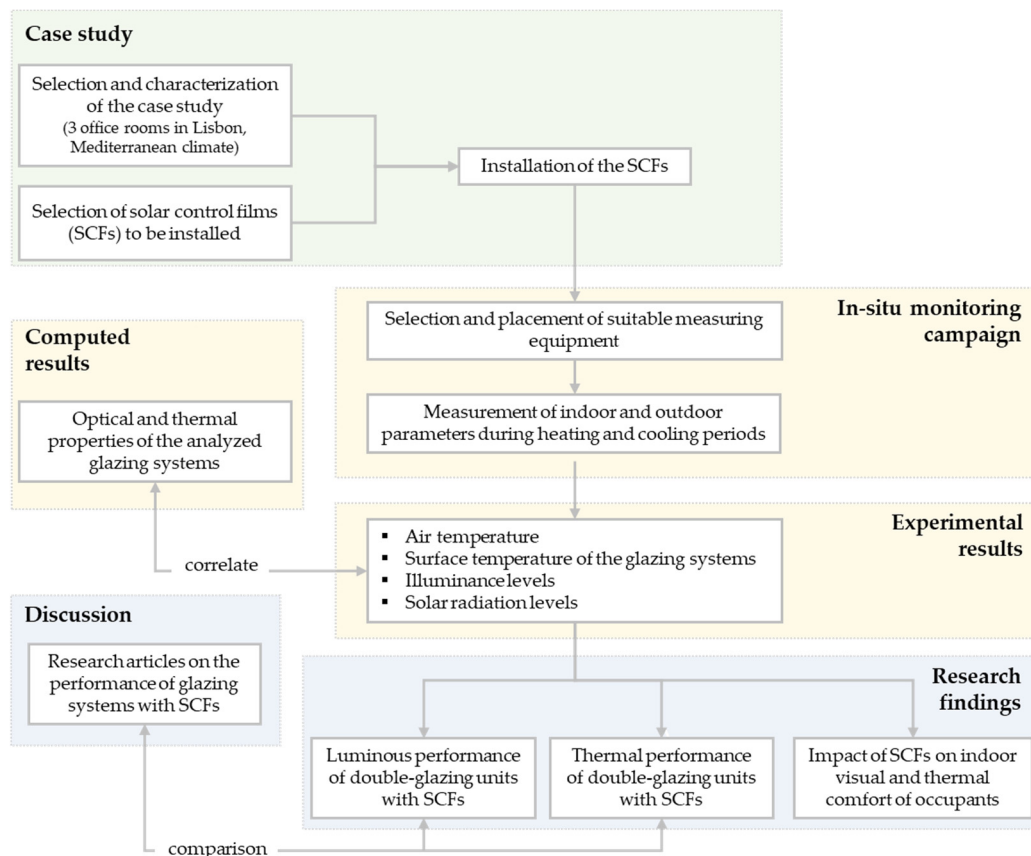 Case study
Selection and characterization
of the case study
(3 office rooms in Lisbon,
Mediterranean climate)
Selection of solar control films
(SCFs) to be installed
Installation of the SCFs
In-situ monitoring
campaign
Selection and placement of suitable measuring
equipment
Measurement of indoor and outdoor
parameters during heating and cooling periods
Computed
results
Optical and thermal
properties of the analyzed
glazing systems
correlate
Experimental
results
▪ Air temperature
▪ Surface temperature of the glazing systems
▪ Illuminance levels
▪ Solar radiation levels
Discussion
Research articles on the
performance of glazing
systems with SCFs
Research
findings
Luminous performance
of double-glazing units
with SCFs
Thermal performance
of double-glazing units
with SCFs
Impact of SCFs on indoor
visual and thermal
comfort of occupants
comparison